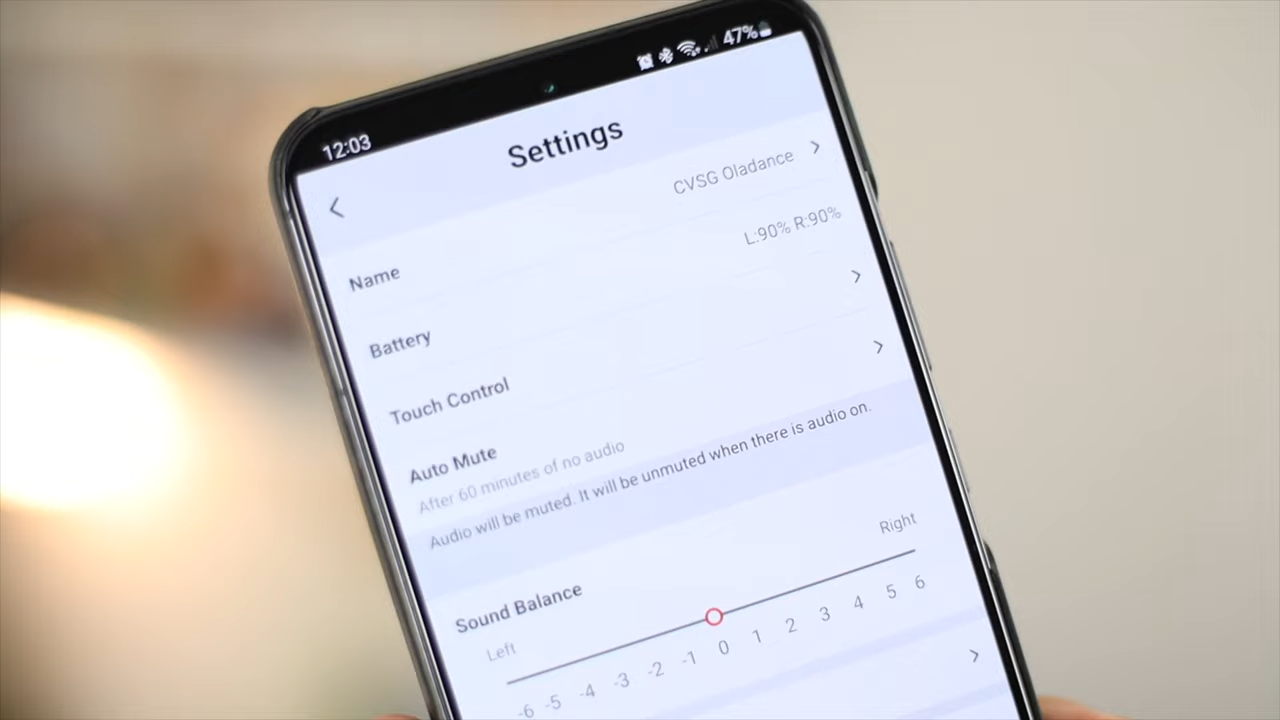 12:03 47%
Settings
Name CVSG Oladance
Battery L:90% R:90%
Touch Control
Auto Mute
After 60 minutes of no audio
Audio will be muted. It will be unmuted when there is audio on.
Sound Balance
Left Right
-6 -5 -4 -3 -2 -1 0 1 2 3 4 5 6